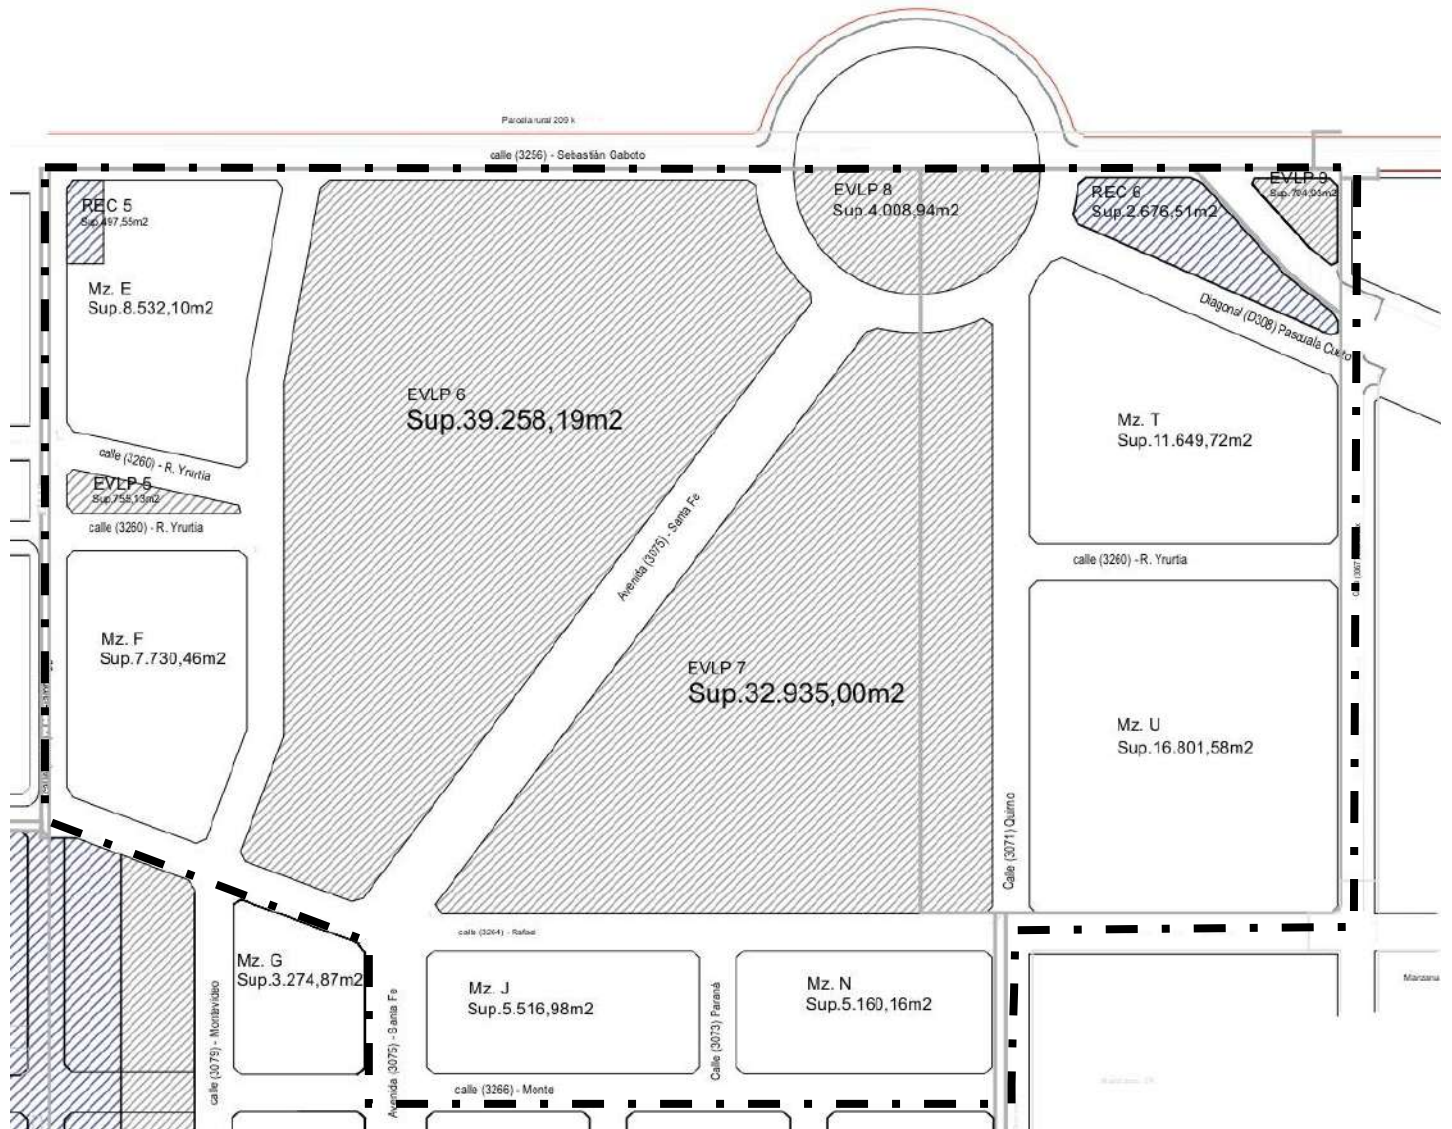 Parcela rural 209 k
calle (3256) - Sebastián Gaboto
REC 5
Sup.497,55m2
EVLP 8
Sup.4.008,94m2
REC 6
Sup.2.676,51m2
EVLP 9
Mz. E
Sup.8.532,10m2
Diagonal (D308) Pascuala Cueto
EVLP 6
Sup.39.258,19m2
Mz. T
Sup.11.649,72m2
calle (3260) - R. Yrurtia
EVLP 5
Sup.755,13m2
calle (3260) - R. Yrurtia
Avenida (3075) - Santa Fe
calle (3260) - R. Yrurtia
Mz. F
Sup.7.730,46m2
EVLP 7
Sup.32.935,00m2
Mz. U
Sup.16.801,58m2
Calle (3071) Quirno
calle (3264) - Rafael
Mz. G
Sup.3.274,87m2
Mz. J
Sup.5.516,98m2
Mz. N
Sup.5.160,16m2
Manzana
calle (3079) - Montevideo
Avenida (3075) - Santa Fe
Calle (3073) Paraná
calle (3266) - Monte